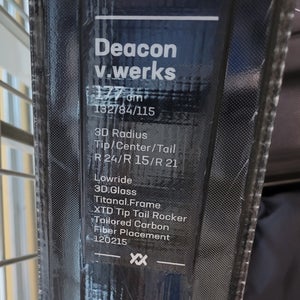 Deacon
v.werks
177 cm
132/84/115
3D Radius
Tip/Center/Tail
R 24/R 15/R 21
Lowride
3D.Glass
Titanal.Frame
XTD Tip Tail Rocker
Tailored Carbon
Fiber Placement
120215